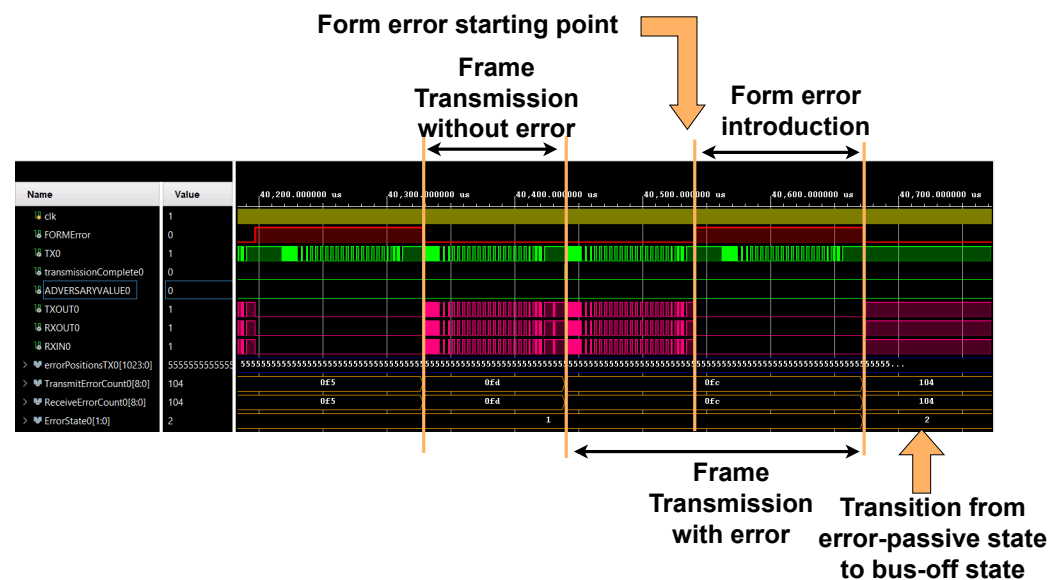 Form error starting point
Frame
Transmission
without error
Form error
introduction
Name Value
40,200.000000 us 40,300.000000 us 40,400.000000 us 40,500.000000 us 40,600.000000 us 40,700.000000 us
clk 1
FORMError 0
TX0 1
transmissionComplete0 0
ADVERSARYVALUE0 0
TXOUT0 1
RXOUT0 1
RXIN0 1
errorPositionsTX0[1023:0]
TransmitErrorCount0[8:0] 104 0f5 0fd 0fc 104
ReceiveErrorCount0[8:0] 104 0f5 0fd 0fc 104
ErrorState0[1:0] 2 1 2
Frame
Transmission
with error
Transition from
error-passive state
to bus-off state